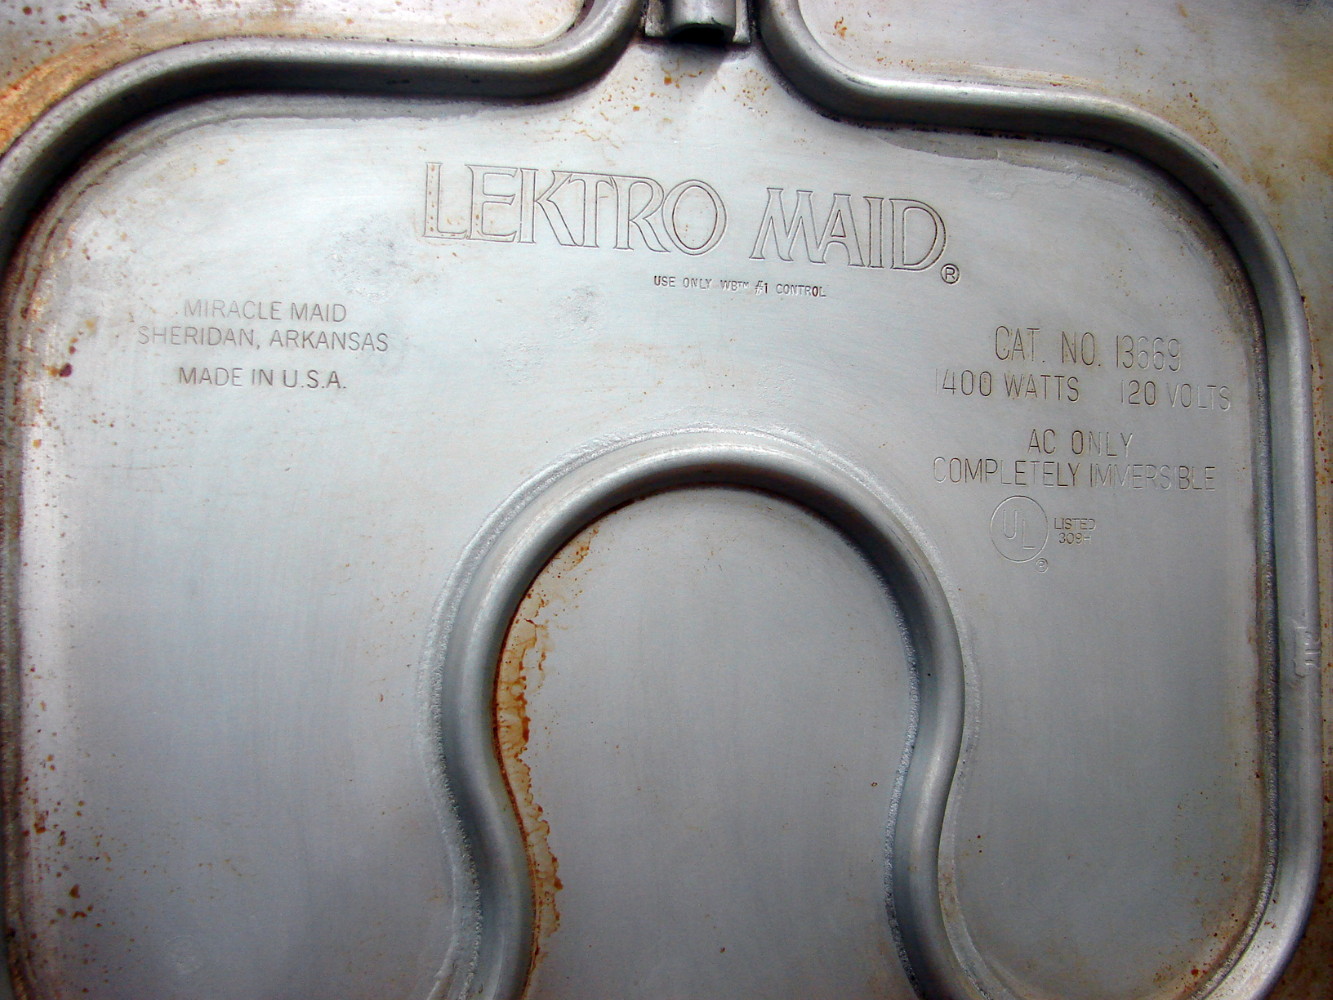 LEKTRO MAID®
USE ONLY WB™ #1 CONTROL
MIRACLE MAID
SHERIDAN, ARKANSAS
MADE IN U.S.A.
CAT. NO. 13669
1400 WATTS 120 VOLTS
AC ONLY
COMPLETELY IMMERSIBLE
UL® LISTED
309H